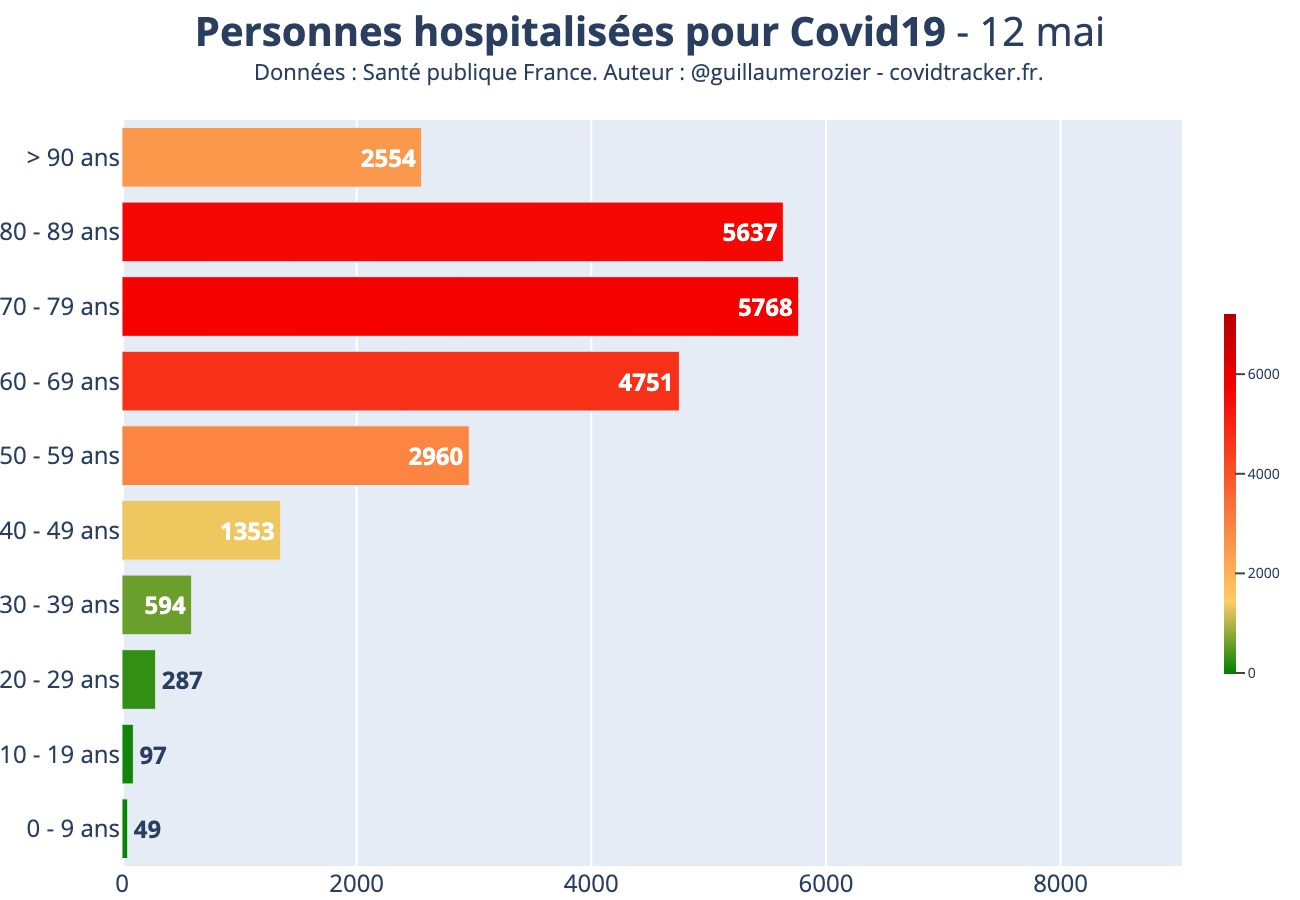 Personnes hospitalisées pour Covid19 - 12 mai
Données : Santé publique France. Auteur : @guillaumerozier - covidtracker.fr.
> 90 ans 2554
80 - 89 ans 5637
70 - 79 ans 5768
60 - 69 ans 4751
50 - 59 ans 2960
40 - 49 ans 1353
30 - 39 ans 594
20 - 29 ans 287
10 - 19 ans 97
0 - 9 ans 49
0 2000 4000 6000 8000
6000
4000
2000
0